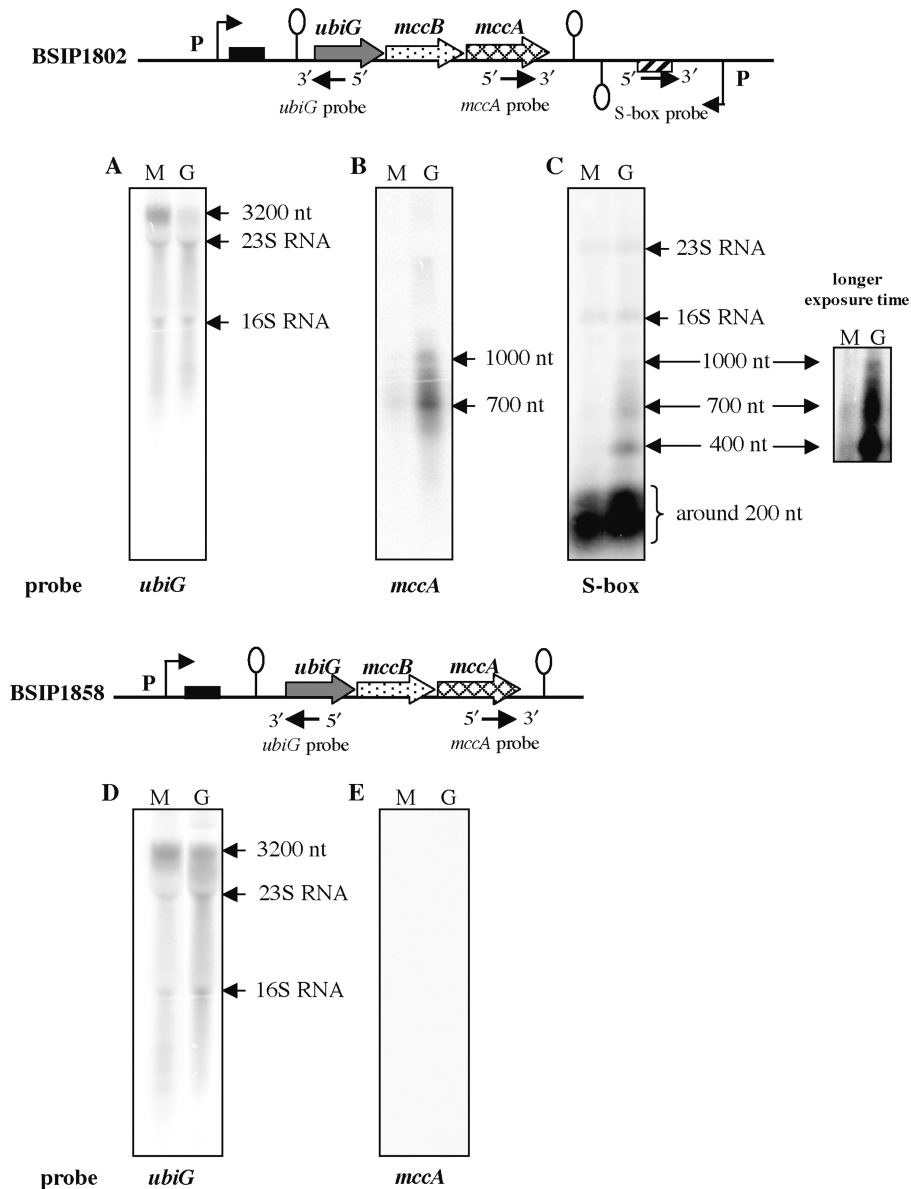 ubiG mccB mccA
P
BSIP1802
P
3′ 5′ 5′ 3′ 5′ 3′
ubiG probe mccA probe S-box probe
A B C
M G M G M G
3200 nt
23S RNA
16S RNA
1000 nt
700 nt
23S RNA
16S RNA
1000 nt
700 nt
400 nt
around 200 nt
longer
exposure time
M G
probe ubiG mccA S-box
ubiG mccB mccA
P
BSIP1858
3′ 5′ 5′ 3′
ubiG probe mccA probe
D E
M G M G
3200 nt
23S RNA
16S RNA
probe ubiG mccA